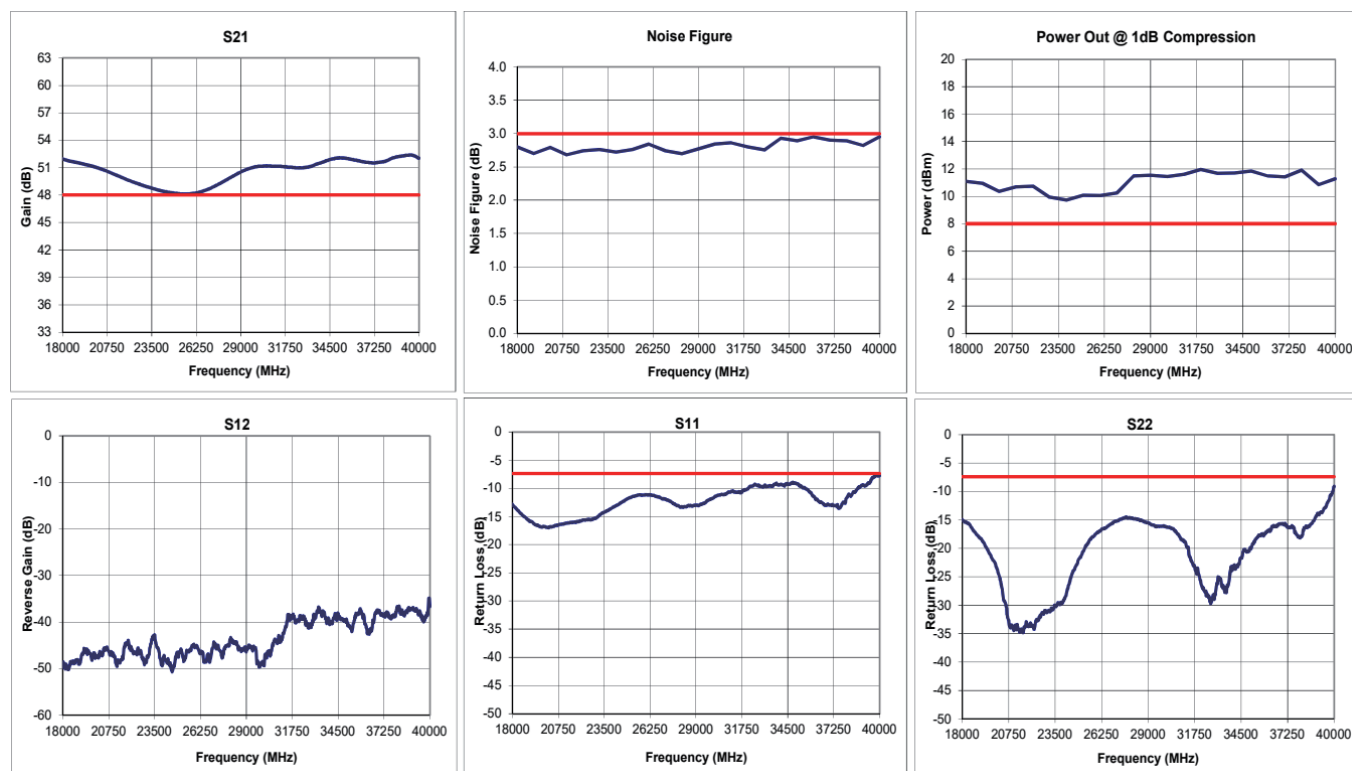 S21
63
60
57
54
51
48
45
42
39
36
33
Gain (dB)
18000 20750 23500 26250 29000 31750 34500 37250 40000
Frequency (MHz)
Noise Figure
4.0
3.5
3.0
2.5
2.0
1.5
1.0
0.5
0.0
Noise Figure (dB)
18000 20750 23500 26250 29000 31750 34500 37250 40000
Frequency (MHz)
Power Out @ 1dB Compression
20
18
16
14
12
10
8
6
4
2
0
Power (dBm)
18000 20750 23500 26250 29000 31750 34500 37250 40000
Frequency (MHz)
S12
0
-10
-20
-30
-40
-50
-60
Reverse Gain (dB)
18000 20750 23500 26250 29000 31750 34500 37250 40000
Frequency (MHz)
S11
0
-5
-10
-15
-20
-25
-30
-35
-40
-45
-50
Return Loss (dB)
18000 20750 23500 26250 29000 31750 34500 37250 40000
Frequency (MHz)
S22
0
-5
-10
-15
-20
-25
-30
-35
-40
-45
-50
Return Loss (dB)
18000 20750 23500 26250 29000 31750 34500 37250 40000
Frequency (MHz)